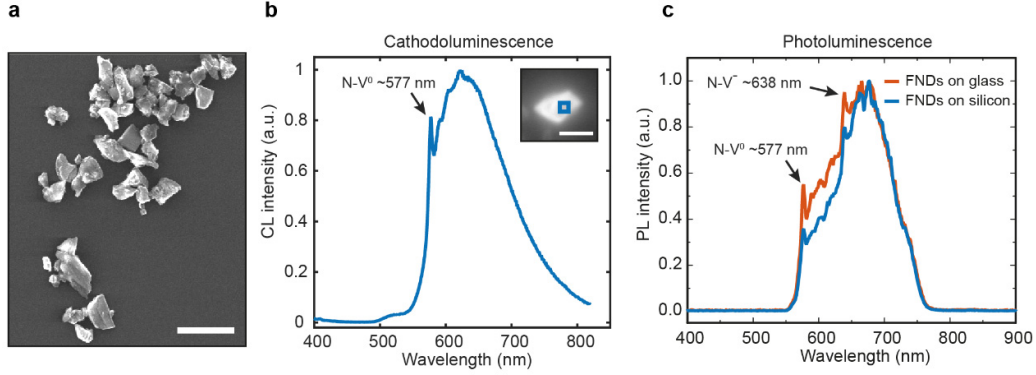 a
b
Cathodoluminescence
N-V⁰ ~577 nm
CL intensity (a.u.)
1
0.8
0.6
0.4
0.2
0
400
500
600
700
800
Wavelength (nm)
c
Photoluminescence
N-V⁻ ~638 nm
FNDs on glass
FNDs on silicon
N-V⁰ ~577 nm
PL intensity (a.u.)
1.0
0.8
0.6
0.4
0.2
0.0
400
500
600
700
800
900
Wavelength (nm)